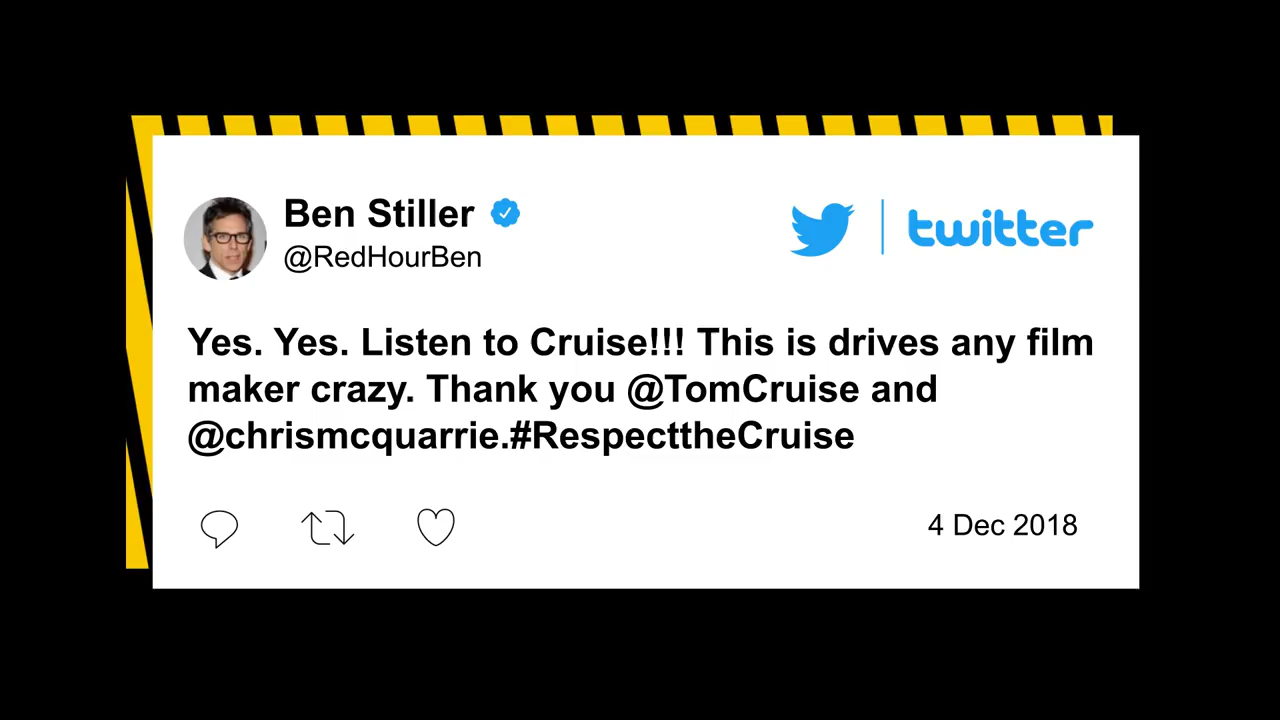 Ben Stiller
twitter
@RedHourBen
Yes. Yes. Listen to Cruise!!! This is drives any film
maker crazy. Thank you @TomCruise and
@chrismcquarrie.#RespecttheCruise
4 Dec 2018